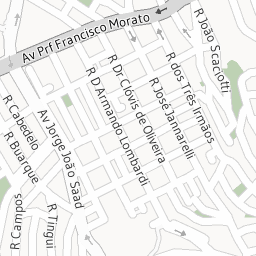 Av Prf Francisco Morato
R João Scaciotti
R dos Três Irmãos
R José Jannarelli
R Dr Clóvis de Oliveira
R D Armando Lombardi
Av Jorge João Saad
R Cabedelo
R Buarque
R Campos
R Tingui